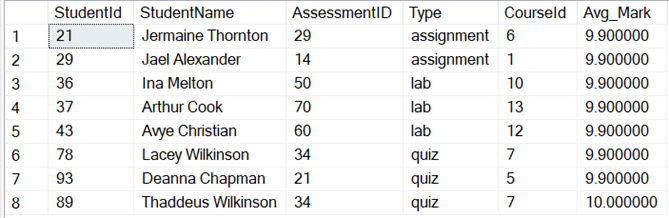 StudentId StudentName AssessmentID Type CourseId Avg_Mark
1 21 Jermaine Thornton 29 assignment 6 9.900000
2 29 Jael Alexander 14 assignment 1 9.900000
3 36 Ina Melton 50 lab 10 9.900000
4 37 Arthur Cook 70 lab 13 9.900000
5 43 Avye Christian 60 lab 12 9.900000
6 78 Lacey Wilkinson 34 quiz 7 9.900000
7 93 Deanna Chapman 21 quiz 5 9.900000
8 89 Thaddeus Wilkinson 34 quiz 7 10.000000